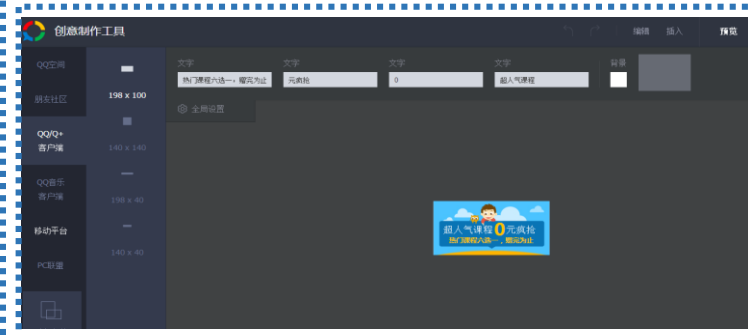 创意制作工具
编辑 插入 预览
QQ空间
朋友社区
QQ/Q+
客户端
QQ音乐
客户端
移动平台
PC联盟
198 x 100
140 x 140
198 x 40
140 x 40
文字 文字 文字 文字 背景
热门课程六选一，赠完为止 元疯抢 0 超人气课程
全局设置
超人气课程0元疯抢
热门课程六选一，赠完为止